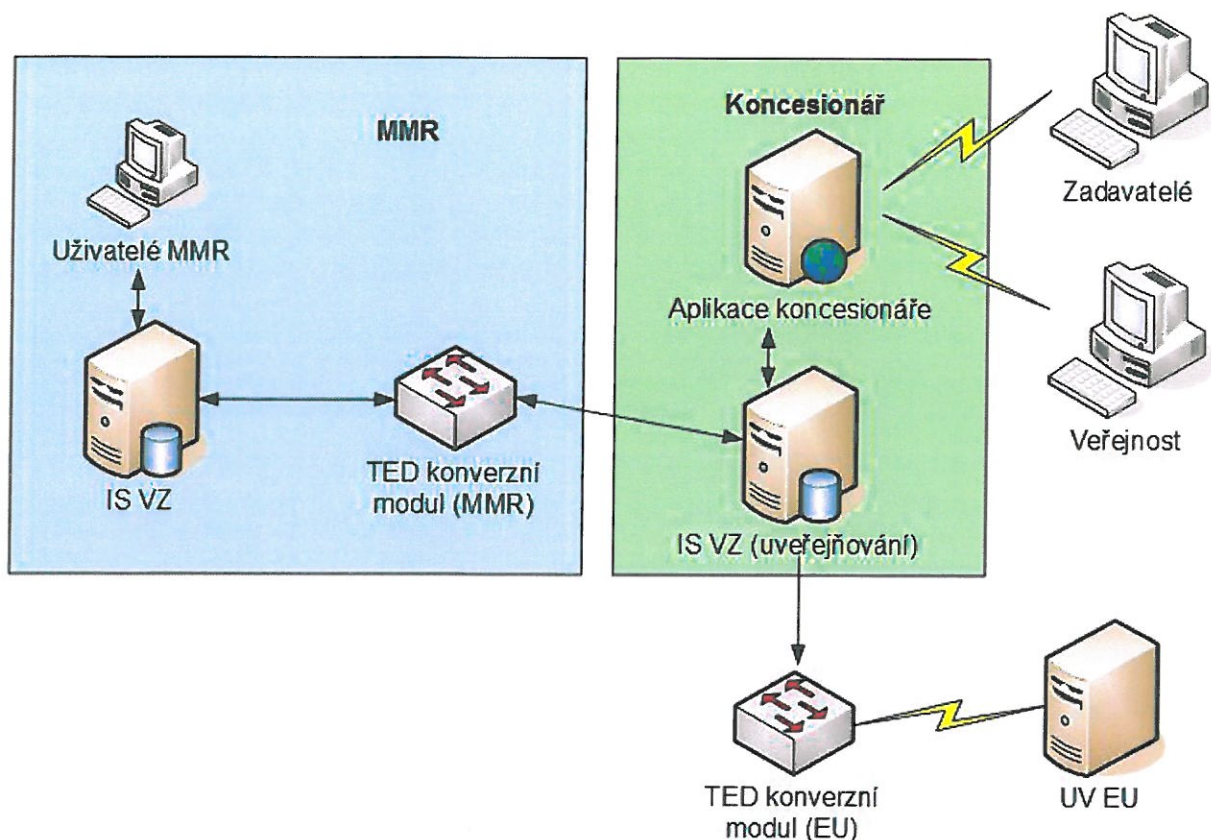 MMR
Uživatelé MMR
IS VZ
TED konverzní
modul (MMR)
Koncesionář
Aplikace koncesionáře
IS VZ (uveřejňování)
Zadavatelé
Veřejnost
TED konverzní
modul (EU)
UV EU